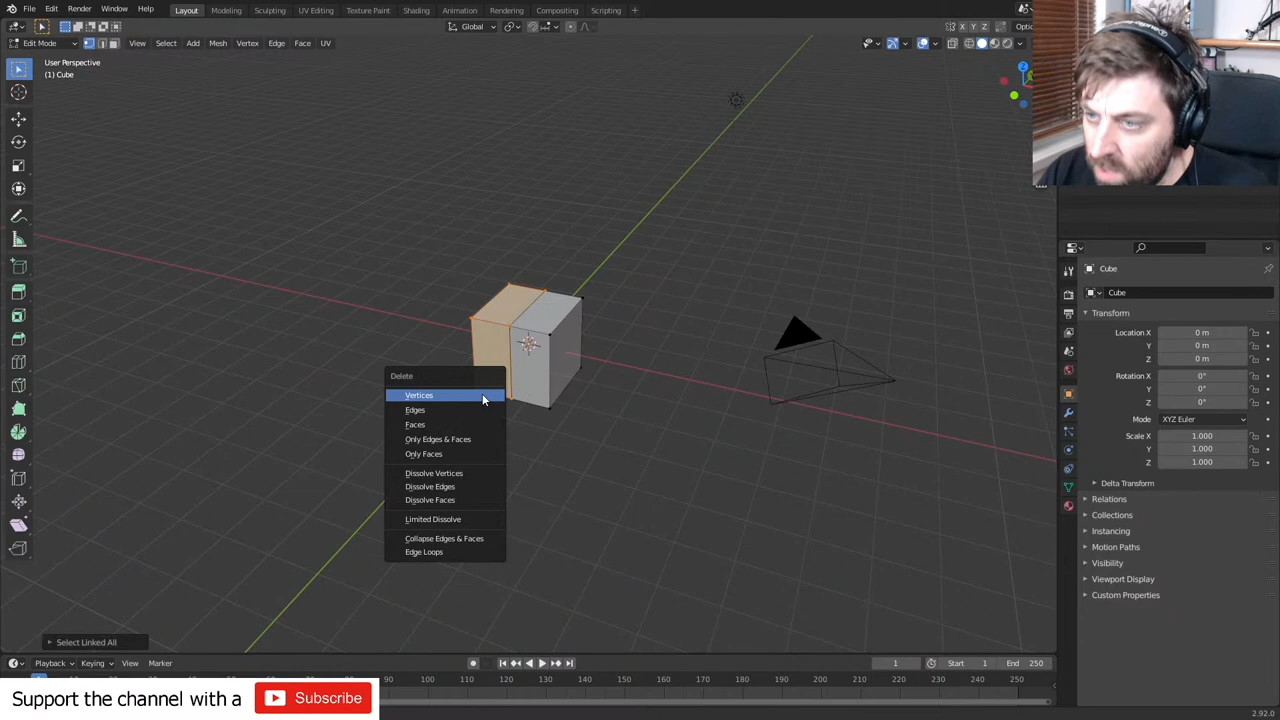 File Edit Render Window Help Layout Modeling Sculpting UV Editing Texture Paint Shading Animation Rendering Compositing Scripting +
Global X Y Z Opti
Edit Mode View Select Add Mesh Vertex Edge Face UV
User Perspective
(1) Cube
Z
Cube
Cube
Transform
Location X 0 m
Y 0 m
Z 0 m
Rotation X 0°
Y 0°
Z 0°
Mode XYZ Euler
Scale X 1.000
Y 1.000
Z 1.000
Delta Transform
Relations
Collections
Instancing
Motion Paths
Visibility
Viewport Display
Custom Properties
Delete
Vertices
Edges
Faces
Only Edges & Faces
Only Faces
Dissolve Vertices
Dissolve Edges
Dissolve Faces
Limited Dissolve
Collapse Edges & Faces
Edge Loops
Select Linked All
Playback Keying View Marker 1 Start 1 End 250
50 60 70 80 90 100 110 120 130 140 150 160 170 180 190 200 210 220 230 240 250
Support the channel with a Subscribe
2.92.0